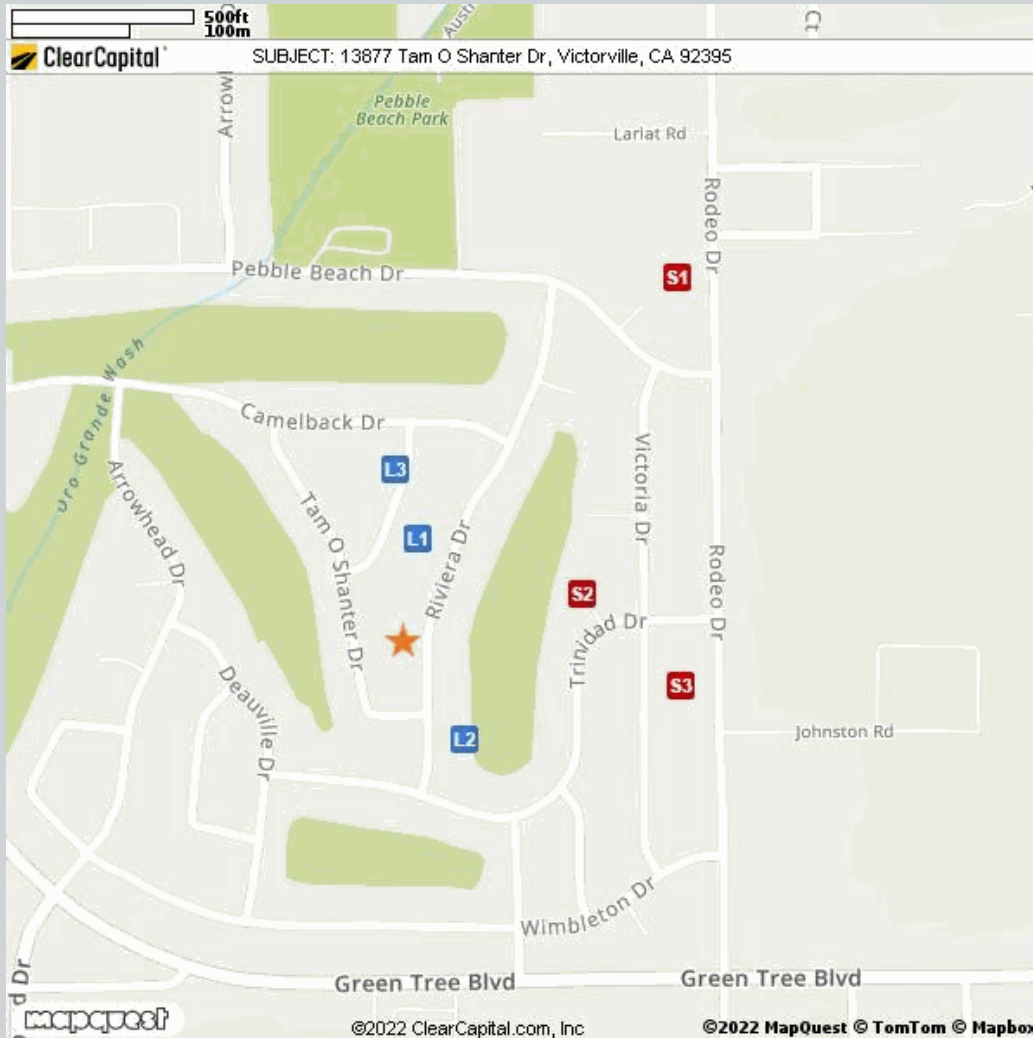 500ft
100m
ClearCapital
SUBJECT: 13877 Tam O Shanter Dr, Victorville, CA 92395
Ct
Pebble
Beach Park
Lariat Rd
Rodeo Dr
Pebble Beach Dr
S1
Oro Grande Wash
Camelback Dr
L3
Victoria Dr
Arrowhead Dr
Tam O Shanter Dr
L1
Riviera Dr
Rodeo Dr
S2
Trinidad Dr
Deauville Dr
S3
L2
Johnston Rd
Wimbleton Dr
Green Tree Blvd
Green Tree Blvd
d Dr
mapquest
©2022 ClearCapital.com, Inc
©2022 MapQuest © TomTom © Mapbox